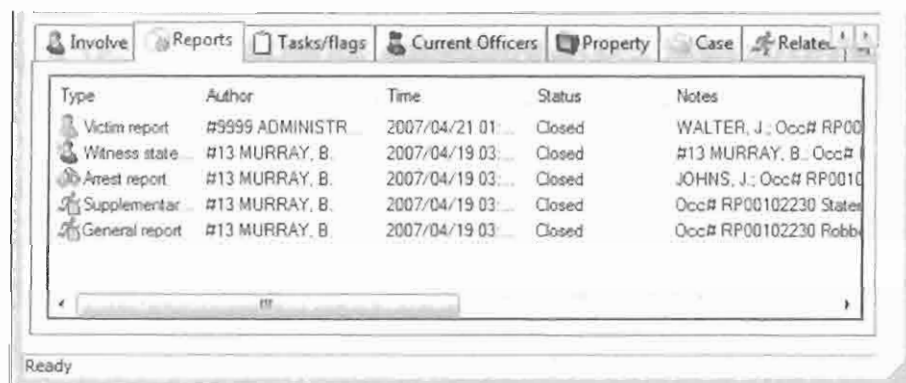 Involve Reports Tasks/flags Current Officers Property Case Relate
Type Author Time Status Notes
Victim report #9999 ADMINISTR... 2007/04/21 01:... Closed WALTER, J.; Occ# RP00
Witness state... #13 MURRAY, B. 2007/04/19 03:... Closed #13 MURRAY, B.. Occ#
Arrest report #13 MURRAY, B. 2007/04/19 03:... Closed JOHNS, J.; Occ# RP0010
Supplementar... #13 MURRAY, B. 2007/04/19 03:... Closed Occ# RP00102230 State
General report #13 MURRAY, B. 2007/04/19 03:... Closed Occ# RP00102230 Robb
Ready